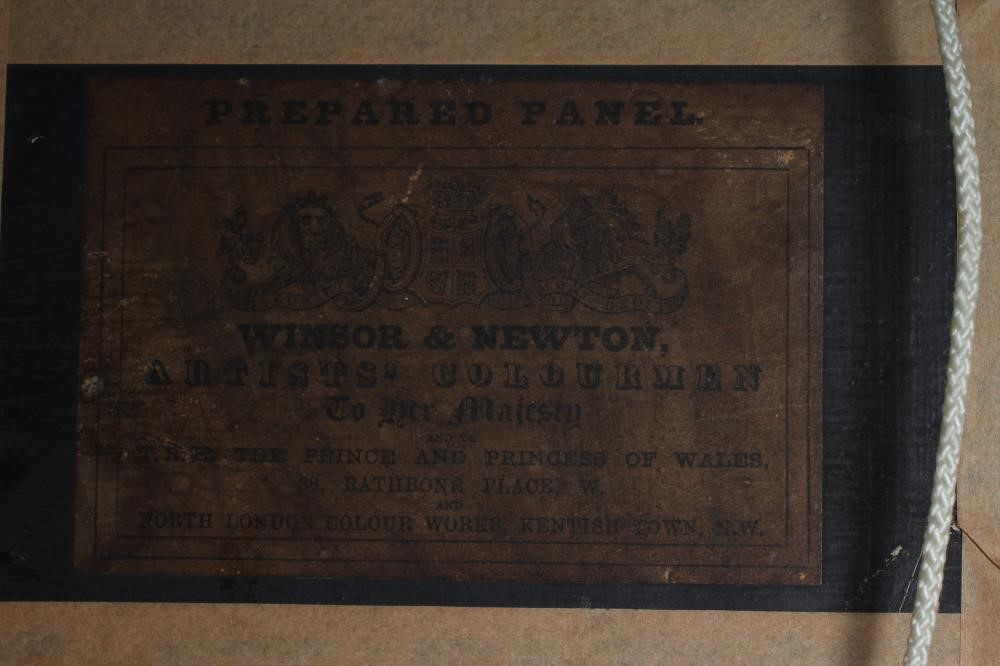 PREPARED PANEL.
WINSOR & NEWTON,
ARTISTS' COLOURMEN
To Her Majesty
AND TO
T.R.H. THE PRINCE AND PRINCESS OF WALES,
38, RATHBONE PLACE, W.
AND
NORTH LONDON COLOUR WORKS, KENTISH TOWN, N.W.